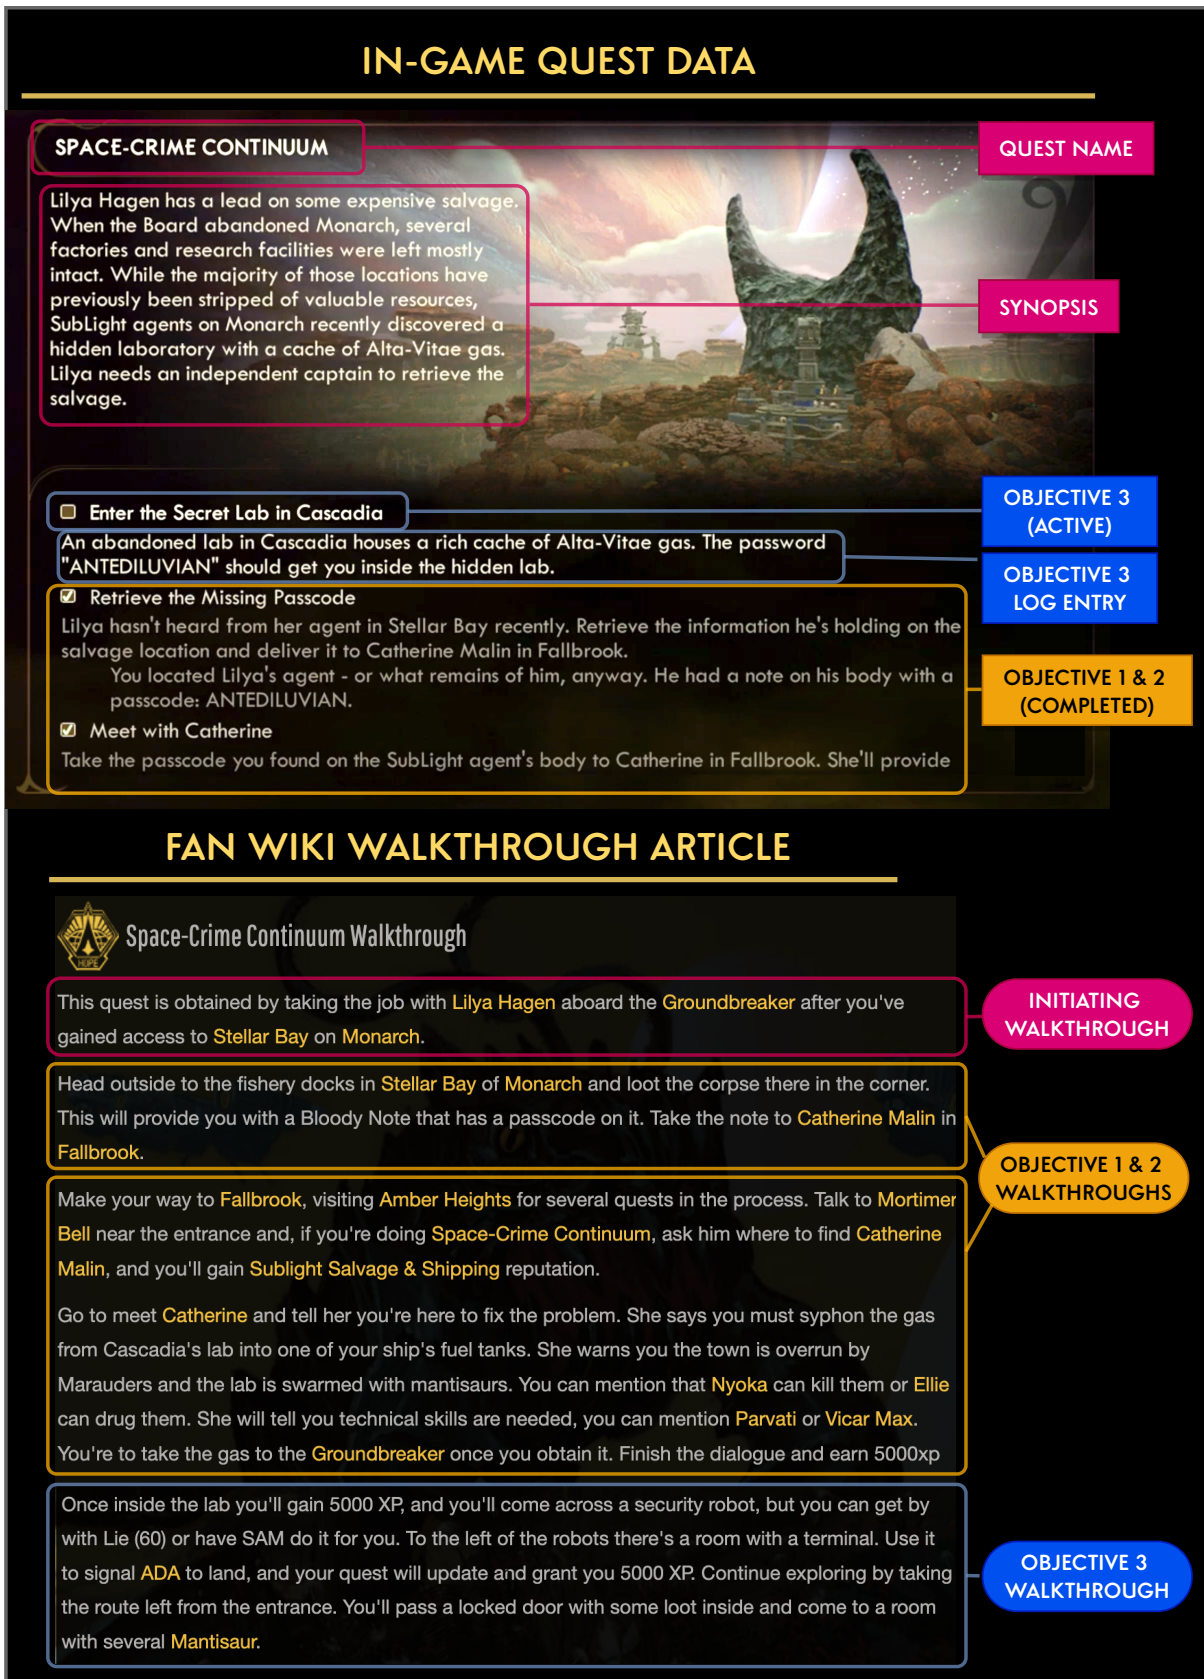 IN-GAME QUEST DATA
SPACE-CRIME CONTINUUM
QUEST NAME
Lilya Hagen has a lead on some expensive salvage.
When the Board abandoned Monarch, several
factories and research facilities were left mostly
intact. While the majority of those locations have
previously been stripped of valuable resources,
SubLight agents on Monarch recently discovered a
hidden laboratory with a cache of Alta-Vitae gas.
Lilya needs an independent captain to retrieve the
salvage.
SYNOPSIS
Enter the Secret Lab in Cascadia
OBJECTIVE 3
(ACTIVE)
An abandoned lab in Cascadia houses a rich cache of Alta-Vitae gas. The password
"ANTEDILUVIAN" should get you inside the hidden lab.
OBJECTIVE 3
LOG ENTRY
Retrieve the Missing Passcode
Lilya hasn't heard from her agent in Stellar Bay recently. Retrieve the information he's holding on the
salvage location and deliver it to Catherine Malin in Fallbrook.
You located Lilya's agent - or what remains of him, anyway. He had a note on his body with a
passcode: ANTEDILUVIAN.
Meet with Catherine
Take the passcode you found on the SubLight agent's body to Catherine in Fallbrook. She'll provide
OBJECTIVE 1 & 2
(COMPLETED)
FAN WIKI WALKTHROUGH ARTICLE
HOPE
Space-Crime Continuum Walkthrough
This quest is obtained by taking the job with Lilya Hagen aboard the Groundbreaker after you've
gained access to Stellar Bay on Monarch.
INITIATING
WALKTHROUGH
Head outside to the fishery docks in Stellar Bay of Monarch and loot the corpse there in the corner.
This will provide you with a Bloody Note that has a passcode on it. Take the note to Catherine Malin in
Fallbrook.
Make your way to Fallbrook, visiting Amber Heights for several quests in the process. Talk to Mortimer
Bell near the entrance and, if you're doing Space-Crime Continuum, ask him where to find Catherine
Malin, and you'll gain Sublight Salvage & Shipping reputation.
Go to meet Catherine and tell her you're here to fix the problem. She says you must syphon the gas
from Cascadia's lab into one of your ship's fuel tanks. She warns you the town is overrun by
Marauders and the lab is swarmed with mantisaurs. You can mention that Nyoka can kill them or Ellie
can drug them. She will tell you technical skills are needed, you can mention Parvati or Vicar Max.
You're to take the gas to the Groundbreaker once you obtain it. Finish the dialogue and earn 5000xp
OBJECTIVE 1 & 2
WALKTHROUGHS
Once inside the lab you'll gain 5000 XP, and you'll come across a security robot, but you can get by
with Lie (60) or have SAM do it for you. To the left of the robots there's a room with a terminal. Use it
to signal ADA to land, and your quest will update and grant you 5000 XP. Continue exploring by taking
the route left from the entrance. You'll pass a locked door with some loot inside and come to a room
with several Mantisaur.
OBJECTIVE 3
WALKTHROUGH